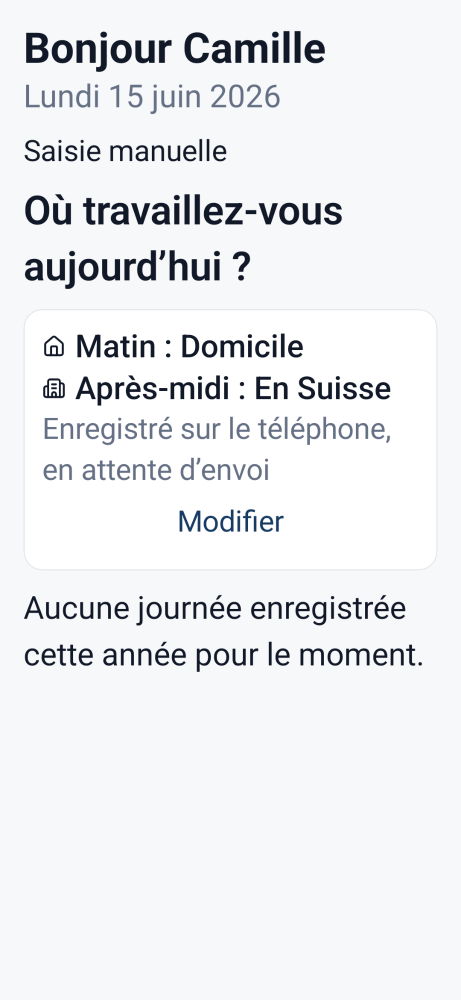 Bonjour Camille
Lundi 15 juin 2026
Saisie manuelle
Où travaillez-vous
aujourd’hui ?
Matin : Domicile
Après-midi : En Suisse
Enregistré sur le téléphone,
en attente d’envoi
Modifier
Aucune journée enregistrée
cette année pour le moment.